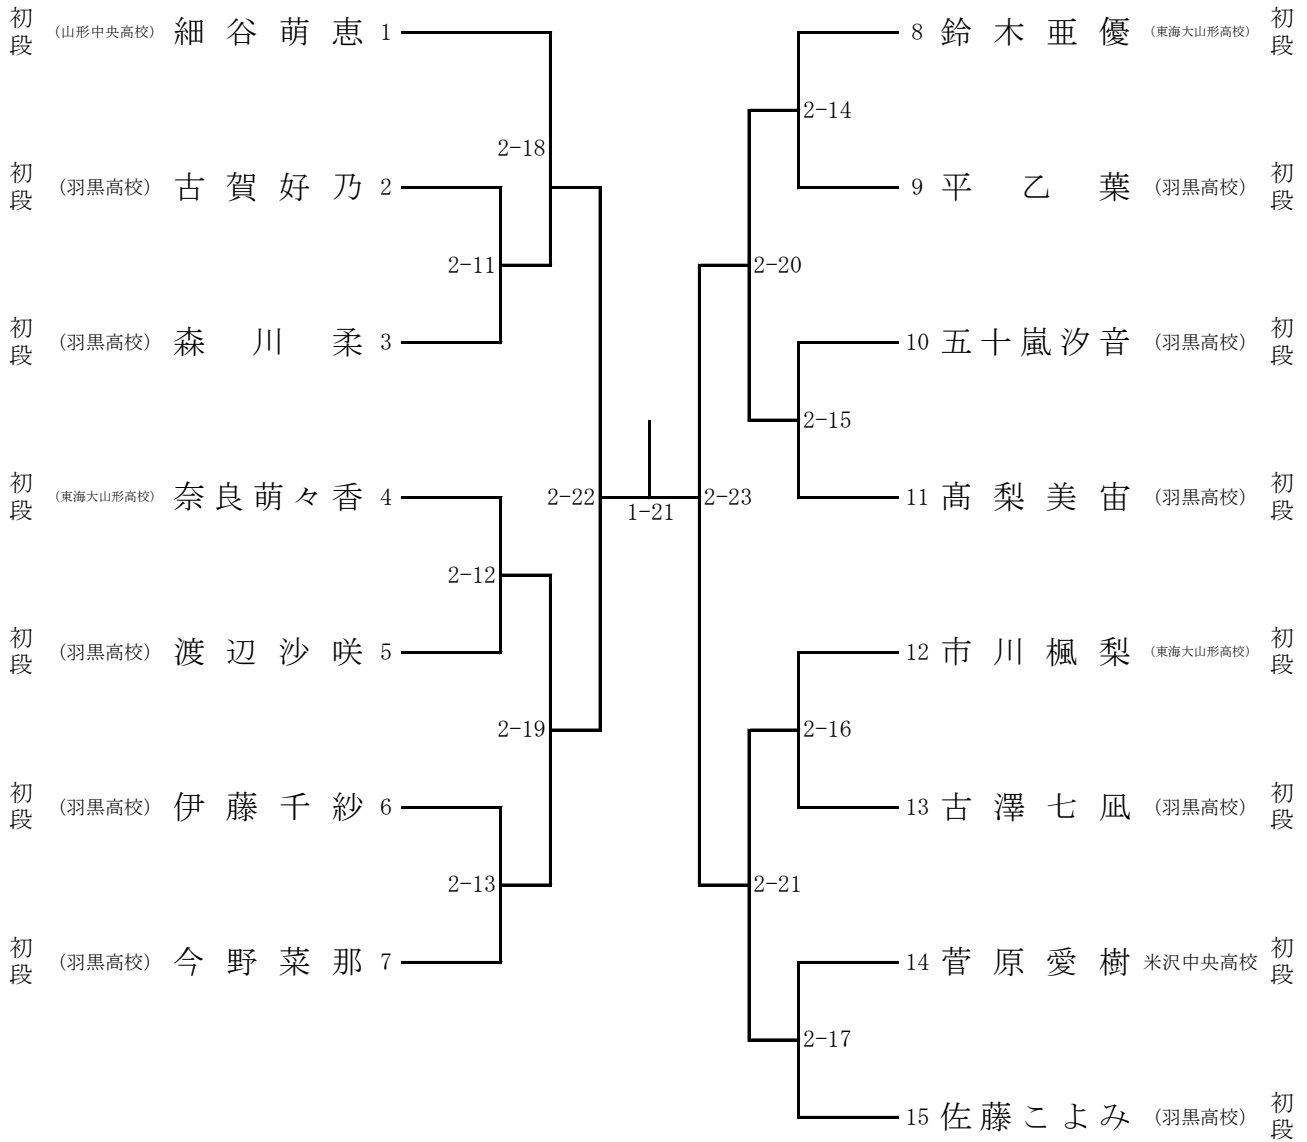 初段 (山形中央高校) 細谷萌恵 1
2-18
初段 (羽黒高校) 古賀好乃 2
2-11
初段 (羽黒高校) 森川柔 3
初段 (東海大山形高校) 奈良萌々香 4
2-22
2-12
初段 (羽黒高校) 渡辺沙咲 5
2-19
初段 (羽黒高校) 伊藤千紗 6
2-13
初段 (羽黒高校) 今野菜那 7
1-21
8 鈴木亜優 (東海大山形高校) 初段
2-14
9 平乙葉 (羽黒高校) 初段
2-20
10 五十嵐汐音 (羽黒高校) 初段
2-15
11 髙梨美宙 (羽黒高校) 初段
2-23
12 市川楓梨 (東海大山形高校) 初段
2-16
13 古澤七凪 (羽黒高校) 初段
2-21
14 菅原愛樹 米沢中央高校 初段
2-17
15 佐藤こよみ (羽黒高校) 初段